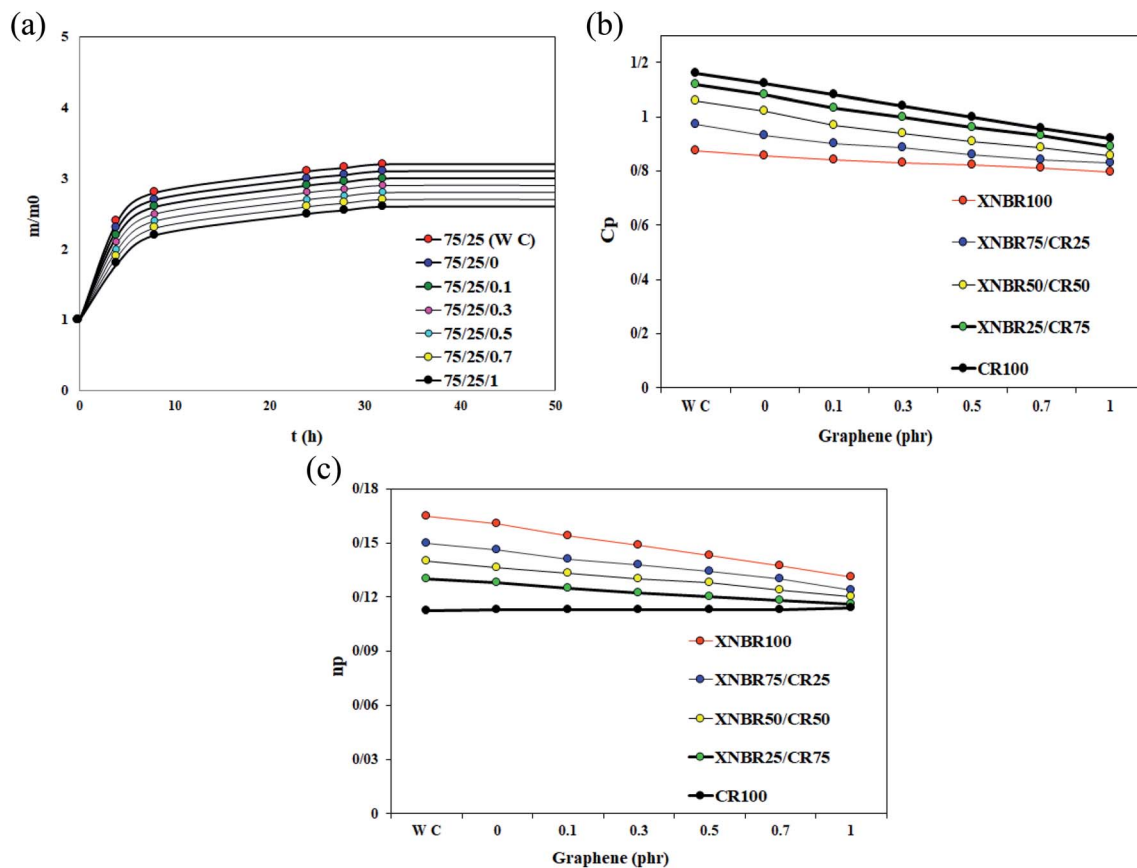 (a)
5
4
3
2
1
0
m/m0
0
10
20
30
40
50
t (h)
75/25 (W C)
75/25/0
75/25/0.1
75/25/0.3
75/25/0.5
75/25/0.7
75/25/1
(b)
1/2
1
0/8
0/6
0/4
0/2
0
Cp
W C
0
0.1
0.3
0.5
0.7
1
Graphene (phr)
XNBR100
XNBR75/CR25
XNBR50/CR50
XNBR25/CR75
CR100
(c)
0/18
0/15
0/12
0/09
0/06
0/03
0
np
W C
0
0.1
0.3
0.5
0.7
1
Graphene (phr)
XNBR100
XNBR75/CR25
XNBR50/CR50
XNBR25/CR75
CR100